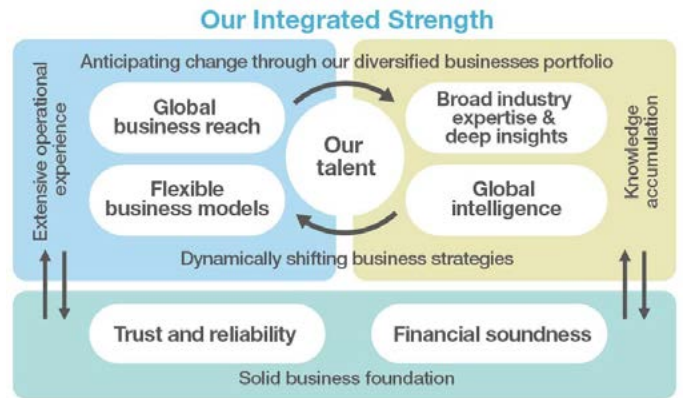 Our Integrated Strength
Anticipating change through our diversified businesses portfolio
Extensive operational
experience
Global
business reach
Flexible
business models
Our
talent
Broad industry
expertise &
deep insights
Global
intelligence
Knowledge
accumulation
Dynamically shifting business strategies
Trust and reliability
Financial soundness
Solid business foundation